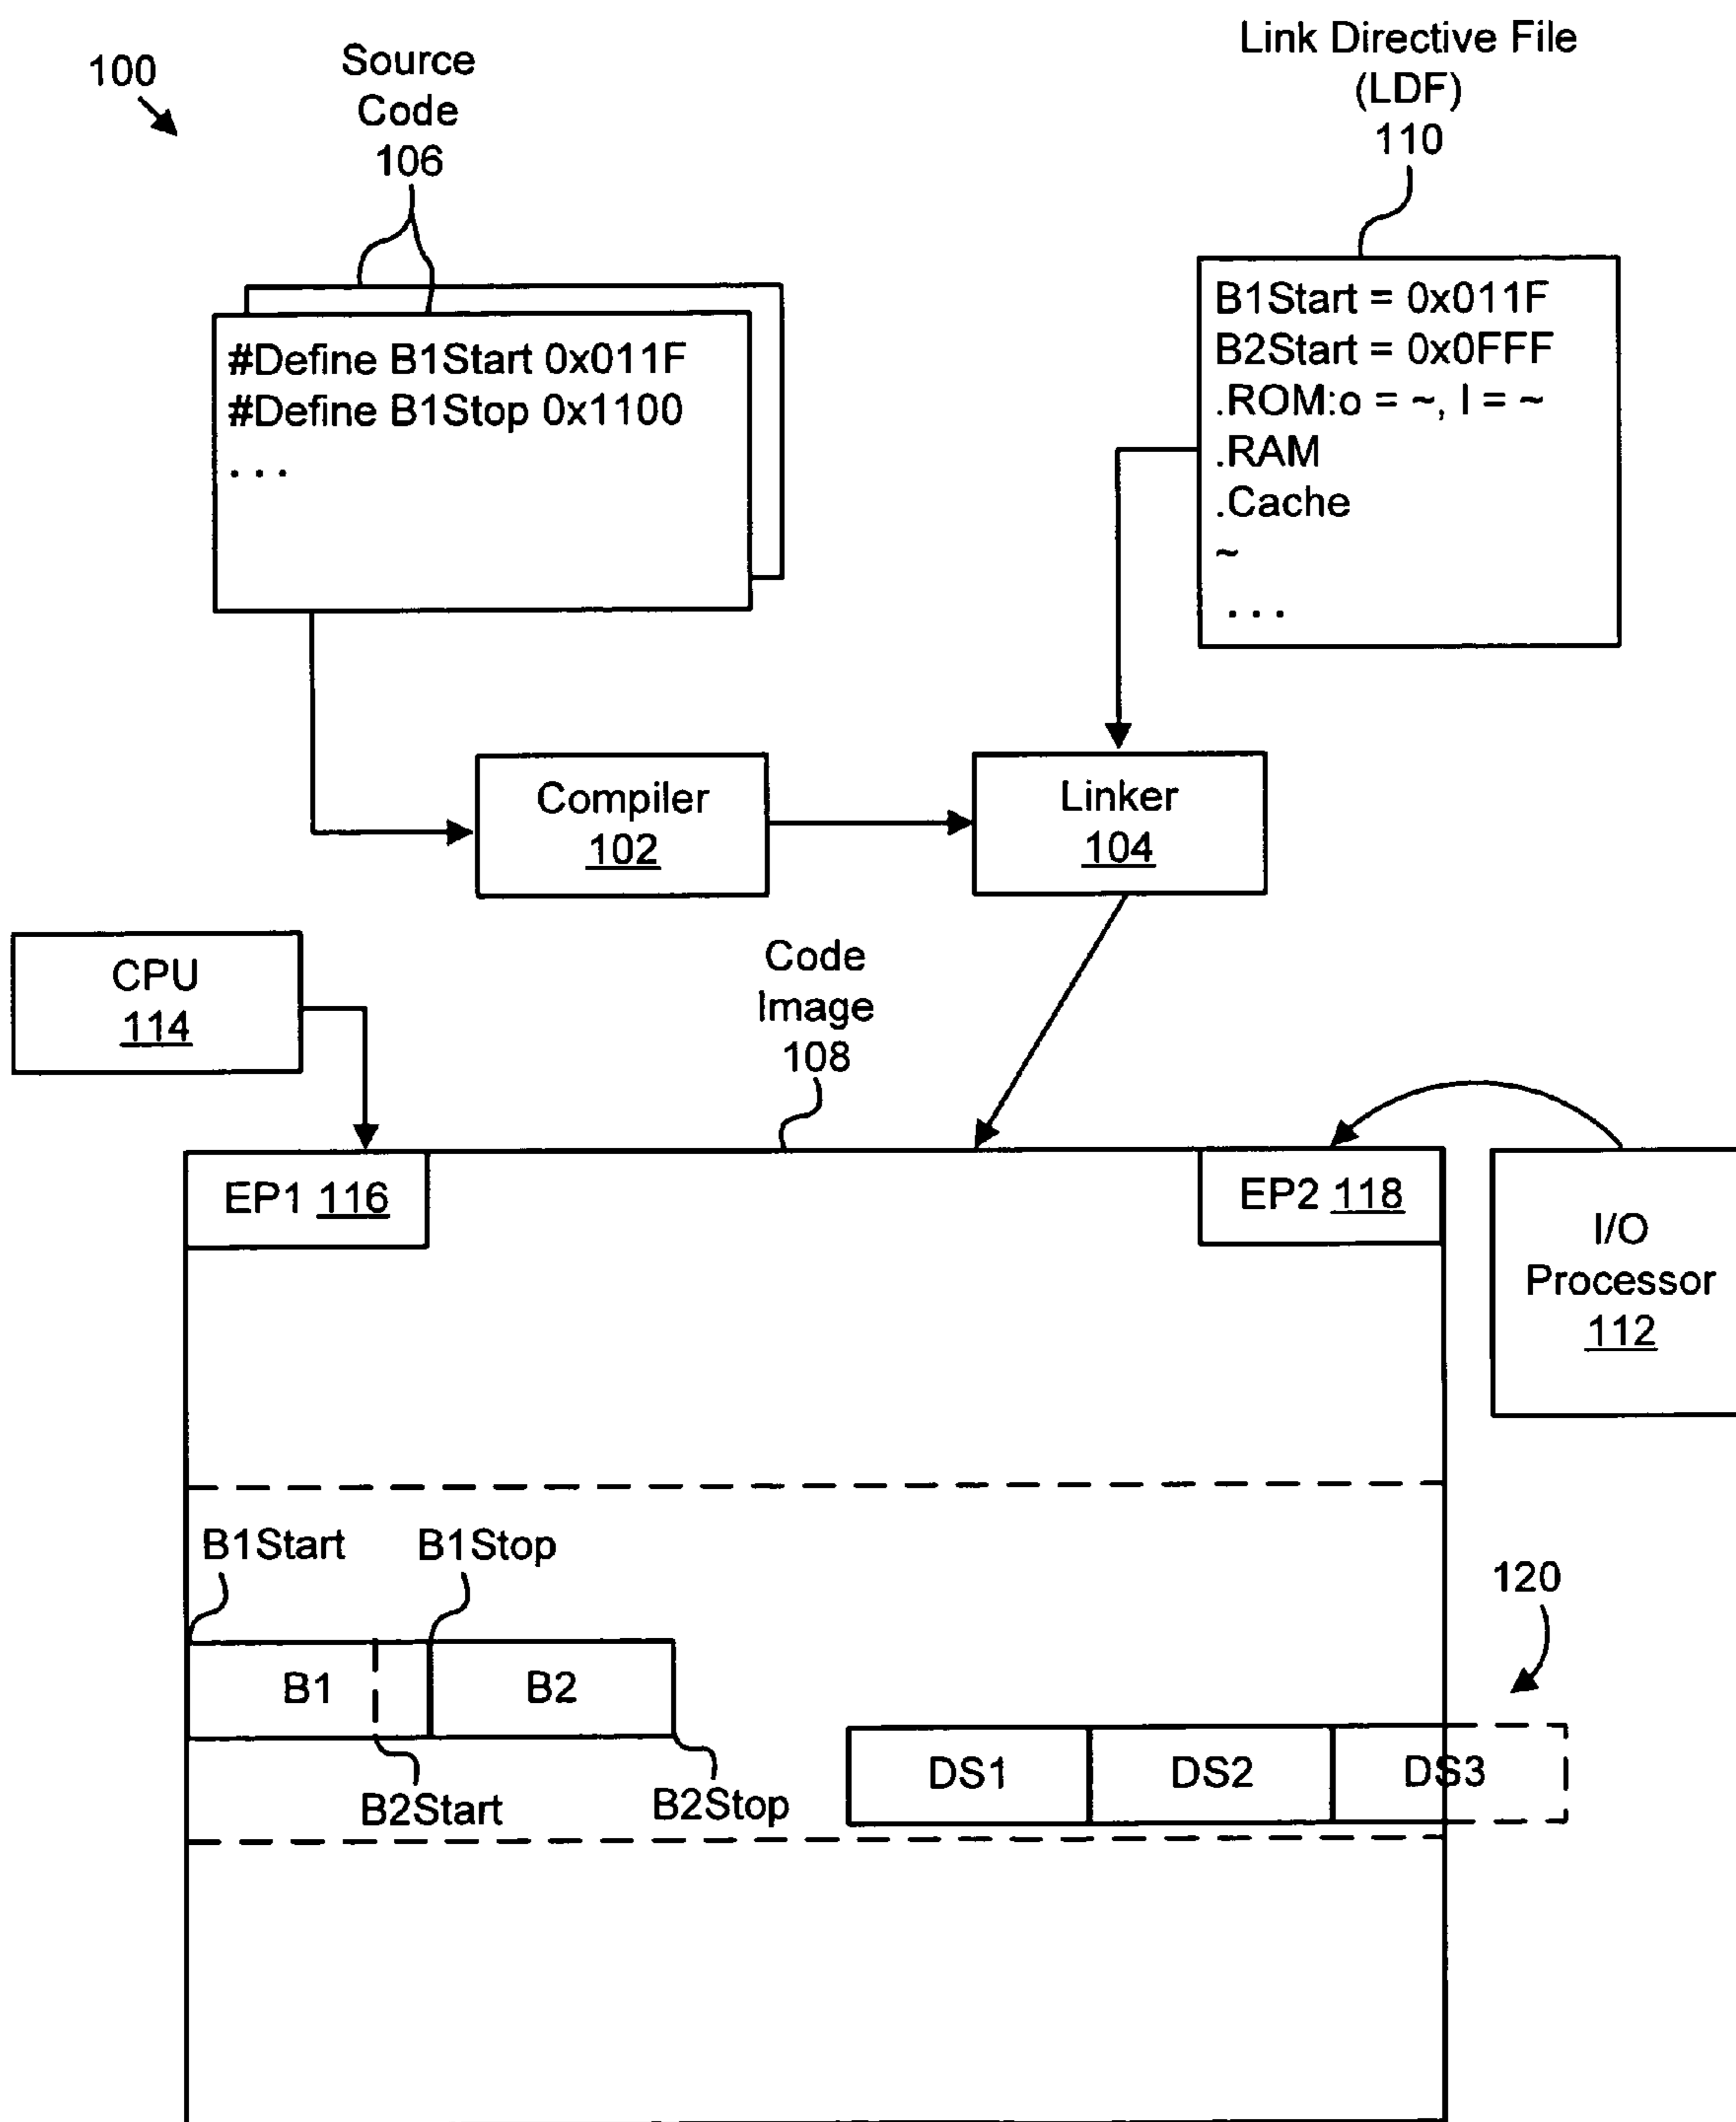 100
Source
Code
106
Link Directive File
(LDF)
110
#Define B1Start 0x011F
#Define B1Stop 0x1100
. . .
B1Start = 0x011F
B2Start = 0x0FFF
.ROM:o = ~, l = ~
.RAM
.Cache
~
. . .
Compiler
102
Linker
104
CPU
114
Code
Image
108
EP1 116
EP2 118
I/O
Processor
112
B1Start
B1Stop
120
B1
B2
B2Start
B2Stop
DS1
DS2
DS3